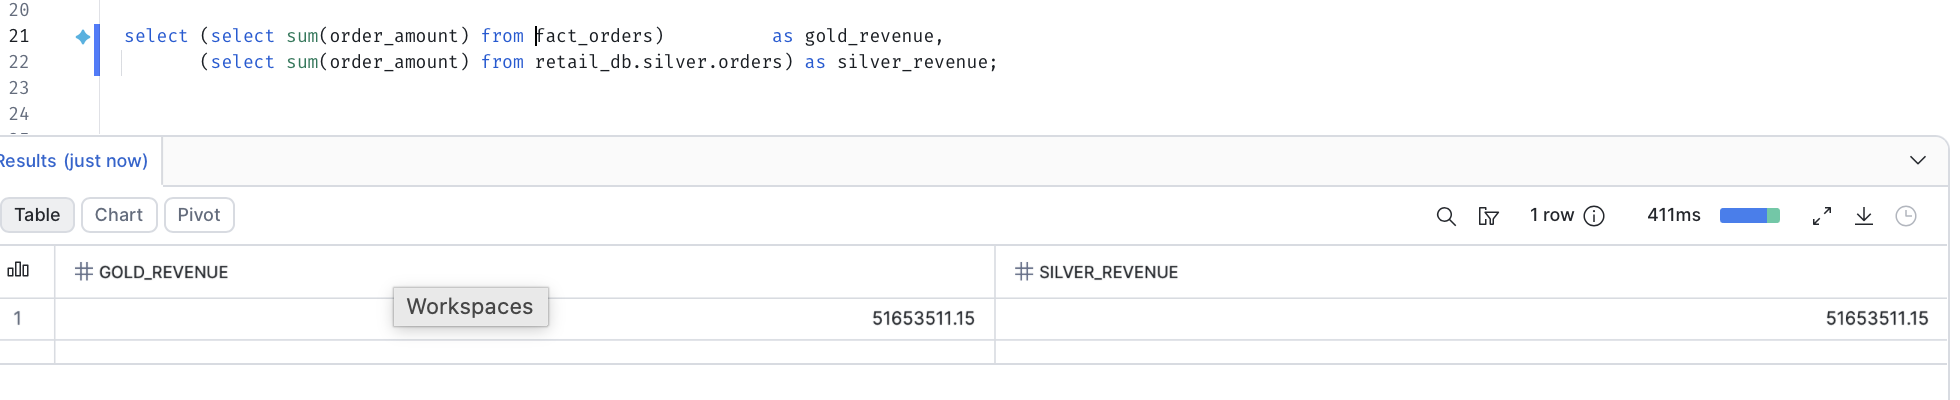 20
21 select (select sum(order_amount) from fact_orders) as gold_revenue,
22 (select sum(order_amount) from retail_db.silver.orders) as silver_revenue;
23
24
Results (just now)
Table Chart Pivot 1 row 411ms
GOLD_REVENUE SILVER_REVENUE
Workspaces
1 51653511.15 51653511.15